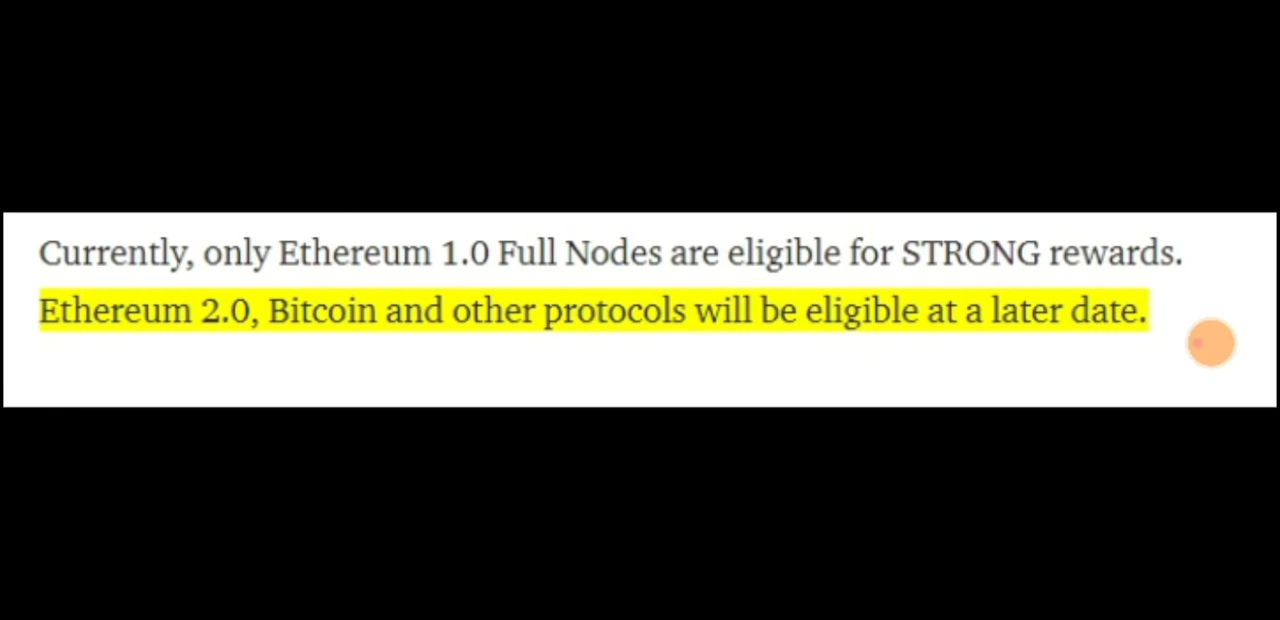 Currently, only Ethereum 1.0 Full Nodes are eligible for STRONG rewards.
Ethereum 2.0, Bitcoin and other protocols will be eligible at a later date.